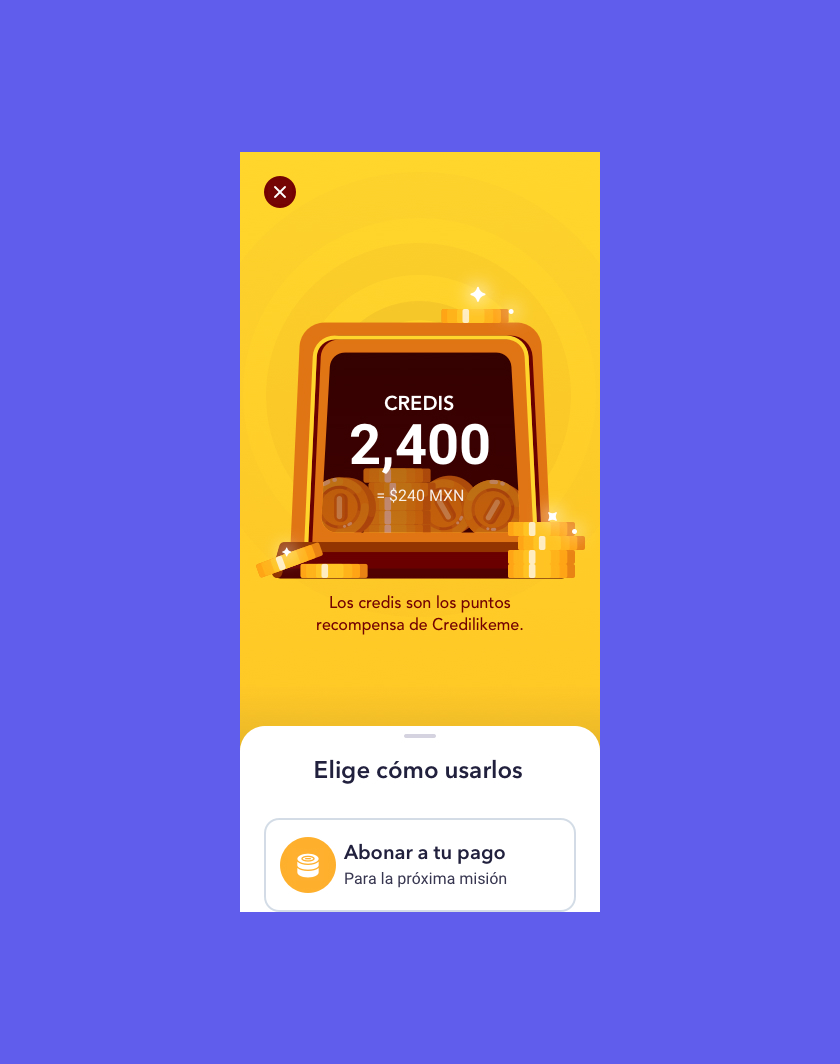 CREDIS
2,400
= $240 MXN
Los credis son los puntos
recompensa de Credilikeme.
Elige cómo usarlos
Abonar a tu pago
Para la próxima misión